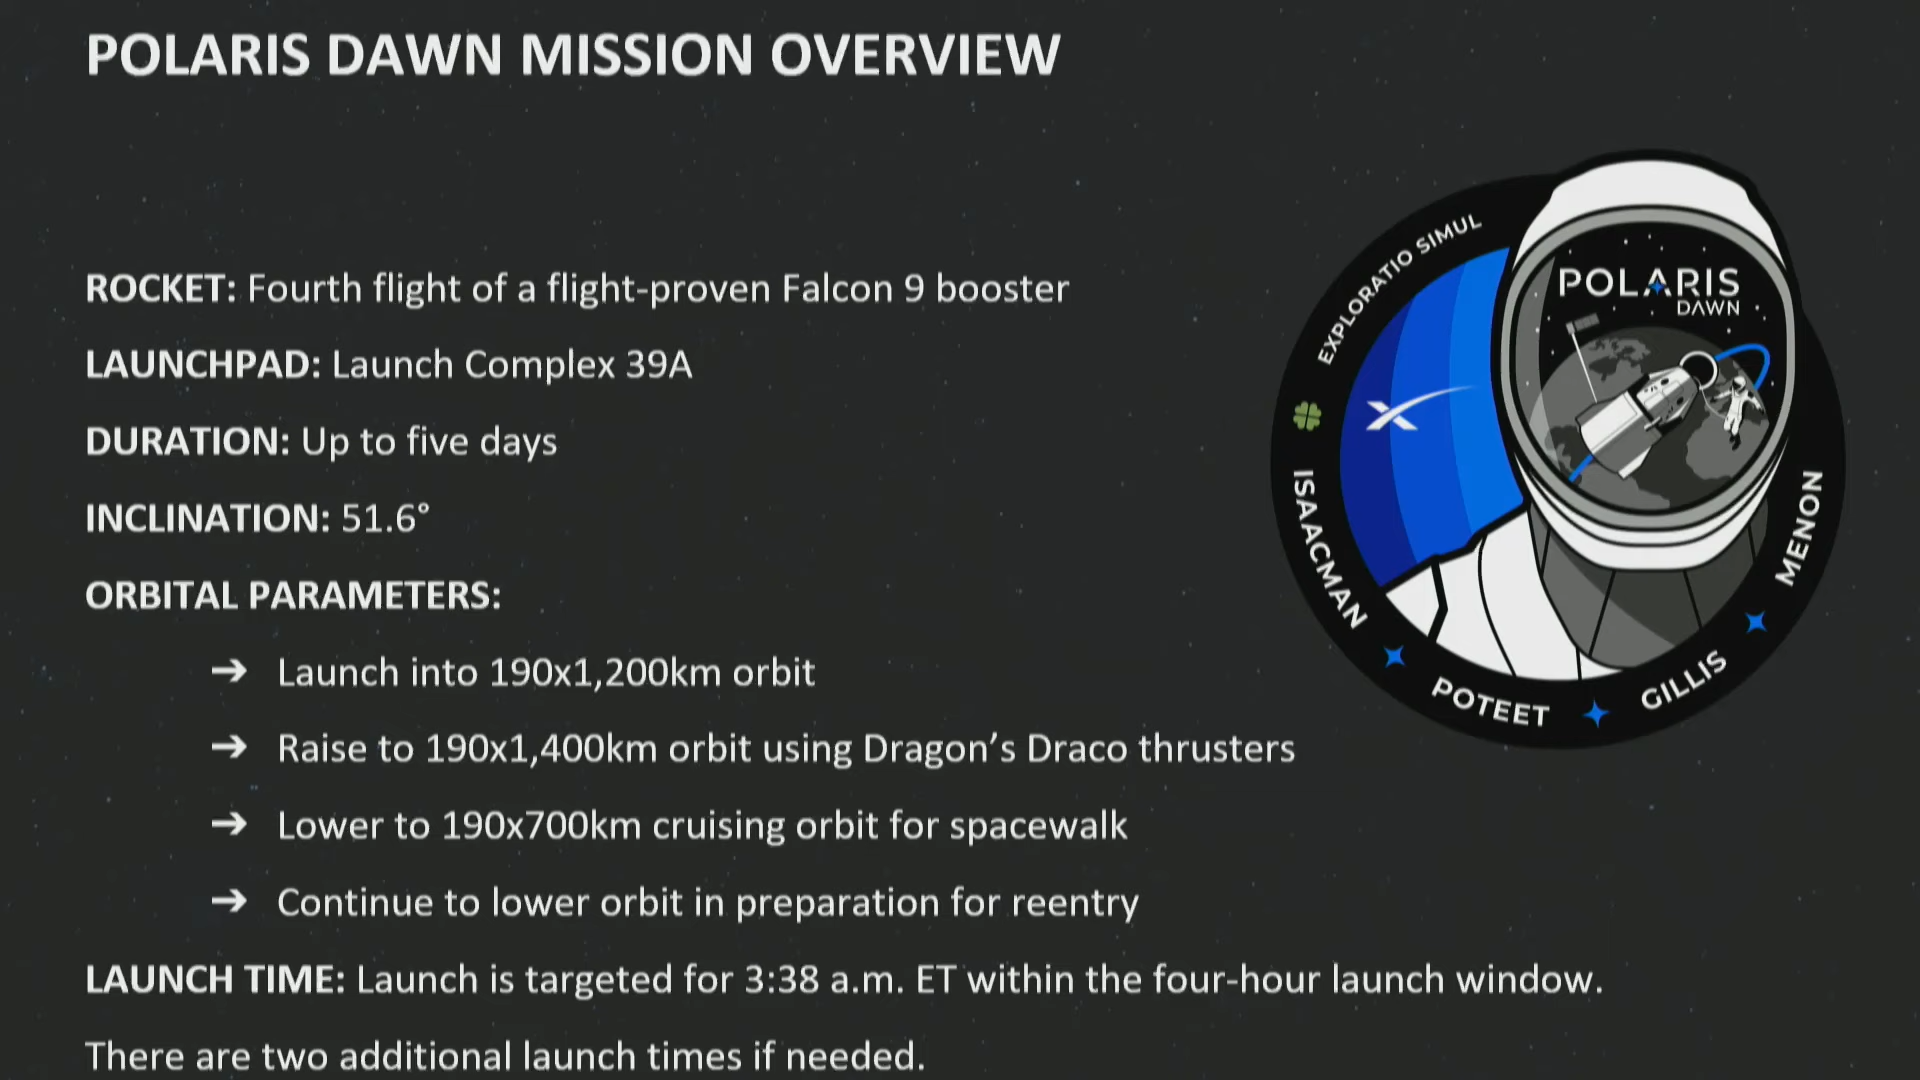 POLARIS DAWN MISSION OVERVIEW
ROCKET: Fourth flight of a flight-proven Falcon 9 booster
LAUNCHPAD: Launch Complex 39A
DURATION: Up to five days
INCLINATION: 51.6°
ORBITAL PARAMETERS:
➔ Launch into 190x1,200km orbit
➔ Raise to 190x1,400km orbit using Dragon’s Draco thrusters
➔ Lower to 190x700km cruising orbit for spacewalk
➔ Continue to lower orbit in preparation for reentry
LAUNCH TIME: Launch is targeted for 3:38 a.m. ET within the four-hour launch window.
There are two additional launch times if needed.
EXPLORATIO SIMUL
POLARIS
DAWN
ISAACMAN
POTEET
GILLIS
MENON